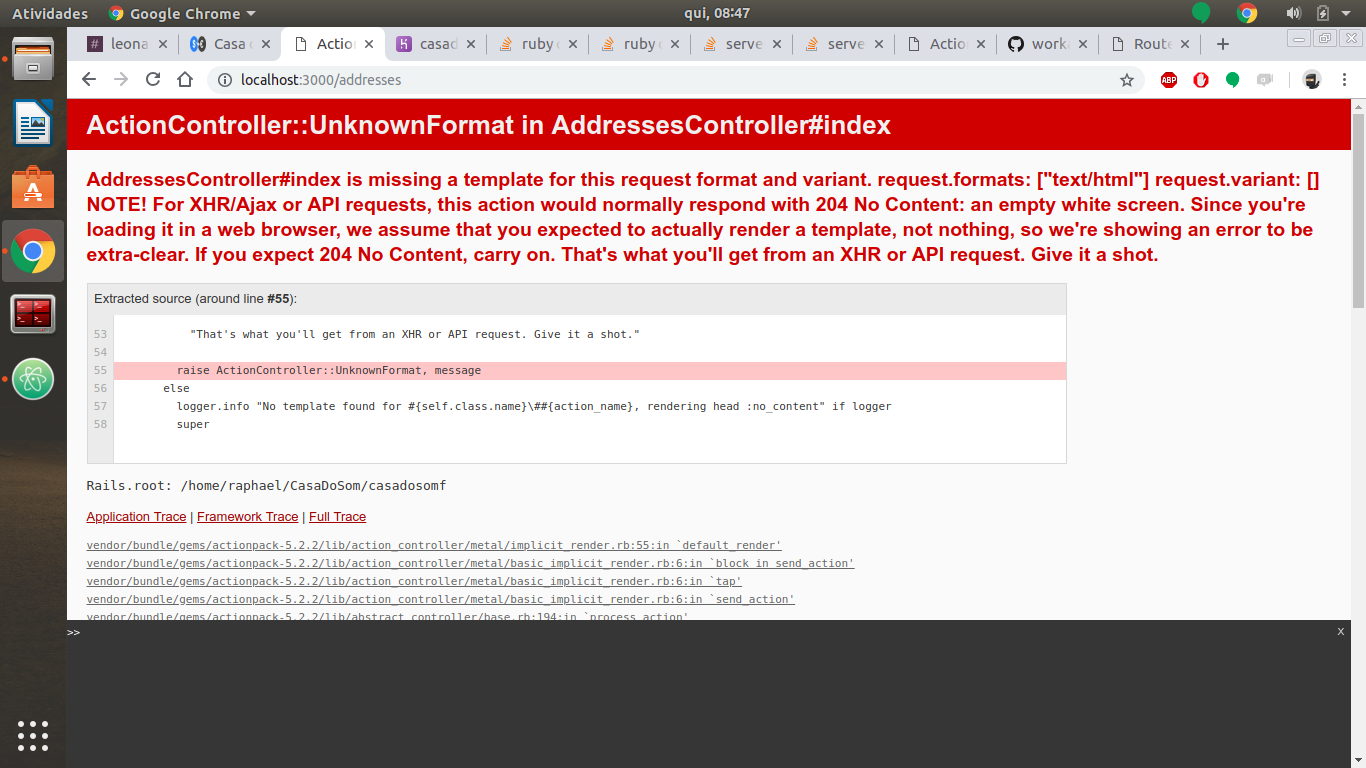 Atividades Google Chrome qui, 08:47
leona Casa Actio casad ruby ruby serve serve Actio work Route
localhost:3000/addresses ABP
ActionController::UnknownFormat in AddressesController#index
AddressesController#index is missing a template for this request format and variant. request.formats: ["text/html"] request.variant: []
NOTE! For XHR/Ajax or API requests, this action would normally respond with 204 No Content: an empty white screen. Since you're
loading it in a web browser, we assume that you expected to actually render a template, not nothing, so we're showing an error to be
extra-clear. If you expect 204 No Content, carry on. That's what you'll get from an XHR or API request. Give it a shot.
Extracted source (around line #55):
53 "That's what you'll get from an XHR or API request. Give it a shot."
54
55 raise ActionController::UnknownFormat, message
56 else
57 logger.info "No template found for #{self.class.name}\##{action_name}, rendering head :no_content" if logger
58 super
Rails.root: /home/raphael/CasaDoSom/casadosomf
Application Trace | Framework Trace | Full Trace
vendor/bundle/gems/actionpack-5.2.2/lib/action_controller/metal/implicit_render.rb:55:in `default_render'
vendor/bundle/gems/actionpack-5.2.2/lib/action_controller/metal/basic_implicit_render.rb:6:in `block in send_action'
vendor/bundle/gems/actionpack-5.2.2/lib/action_controller/metal/basic_implicit_render.rb:6:in `tap'
vendor/bundle/gems/actionpack-5.2.2/lib/action_controller/metal/basic_implicit_render.rb:6:in `send_action'
vendor/bundle/gems/actionpack-5.2.2/lib/abstract_controller/base.rb:194:in `process_action'
>> x